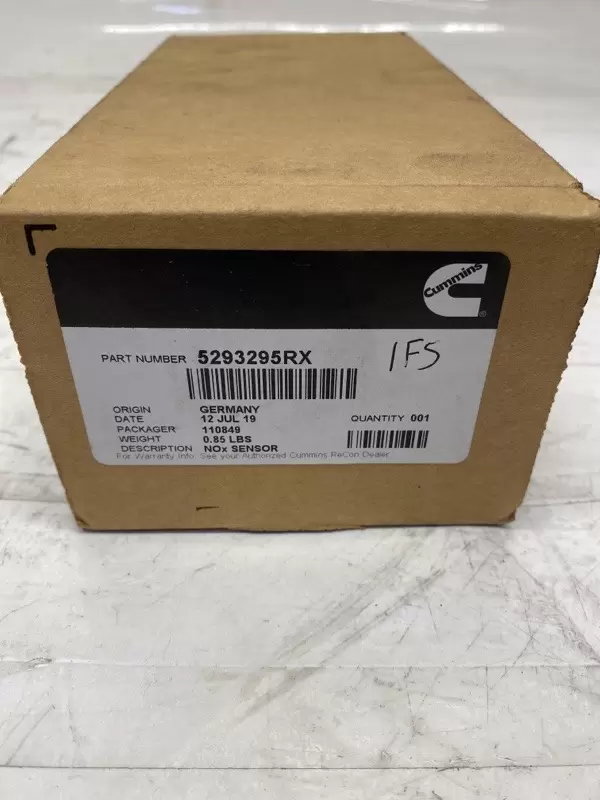 Cummins
PART NUMBER 5293295RX
1F5
ORIGIN GERMANY
DATE 12 JUL 19
QUANTITY 001
PACKAGER 110849
WEIGHT 0.85 LBS
DESCRIPTION NOx SENSOR
For Warranty Info. See your Authorized Cummins ReCon Dealer